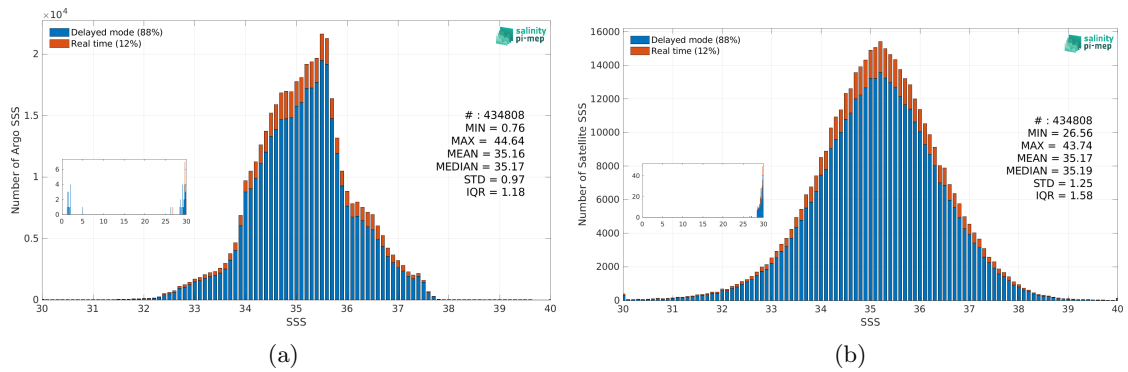 ×10^4
Delayed mode (88%)
Real time (12%)
salinity
pi-mep
# : 434808
MIN = 0.76
MAX = 44.64
MEAN = 35.16
MEDIAN = 35.17
STD = 0.97
IQR = 1.18
Number of Argo SSS
2
1.5
1
0.5
0
6
4
2
0
0 5 10 15 20 25 30
30 31 32 33 34 35 36 37 38 39 40
SSS
(a)
Delayed mode (88%)
Real time (12%)
salinity
pi-mep
# : 434808
MIN = 26.56
MAX = 43.74
MEAN = 35.17
MEDIAN = 35.19
STD = 1.25
IQR = 1.58
Number of Satellite SSS
16000
14000
12000
10000
8000
6000
4000
2000
0
40
20
0
0 5 10 15 20 25 30
30 31 32 33 34 35 36 37 38 39 40
SSS
(b)